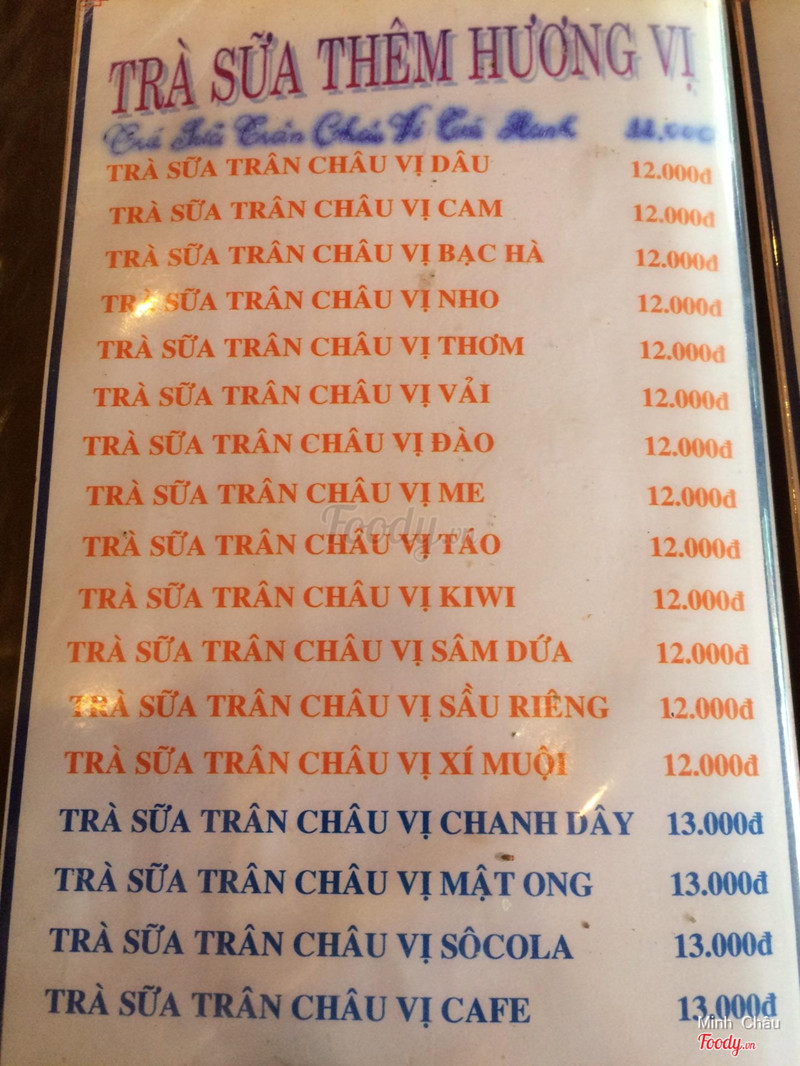 TRÀ SỮA THÊM HƯƠNG VỊ
Trà Sữa Trân Châu Vị Trà Xanh
TRÀ SỮA TRÂN CHÂU VỊ DÂU 12.000đ
TRÀ SỮA TRÂN CHÂU VỊ CAM 12.000đ
TRÀ SỮA TRÂN CHÂU VỊ BẠC HÀ 12.000đ
TRÀ SỮA TRÂN CHÂU VỊ NHO 12.000đ
TRÀ SỮA TRÂN CHÂU VỊ THƠM 12.000đ
TRÀ SỮA TRÂN CHÂU VỊ VẢI 12.000đ
TRÀ SỮA TRÂN CHÂU VỊ ĐÀO 12.000đ
TRÀ SỮA TRÂN CHÂU VỊ ME 12.000đ
Foody.vn
TRÀ SỮA TRÂN CHÂU VỊ TÁO 12.000đ
TRÀ SỮA TRÂN CHÂU VỊ KIWI 12.000đ
TRÀ SỮA TRÂN CHÂU VỊ SÂM DỨA 12.000đ
TRÀ SỮA TRÂN CHÂU VỊ SẦU RIÊNG 12.000đ
TRÀ SỮA TRÂN CHÂU VỊ XÍ MUỘI 12.000đ
TRÀ SỮA TRÂN CHÂU VỊ CHANH DÂY 13.000đ
TRÀ SỮA TRÂN CHÂU VỊ MẬT ONG 13.000đ
TRÀ SỮA TRÂN CHÂU VỊ SÔCOLA 13.000đ
TRÀ SỮA TRÂN CHÂU VỊ CAFE 13.000đ
Minh Châu
Foody.vn